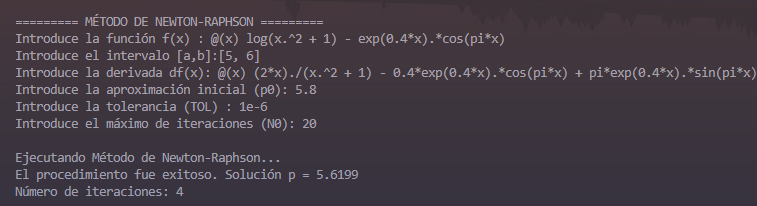 ========= MÉTODO DE NEWTON-RAPHSON =========
Introduce la función f(x) : @(x) log(x.^2 + 1) - exp(0.4*x).*cos(pi*x)
Introduce el intervalo [a,b]:[5, 6]
Introduce la derivada df(x): @(x) (2*x)./(x.^2 + 1) - 0.4*exp(0.4*x).*cos(pi*x) + pi*exp(0.4*x).*sin(pi*x)
Introduce la aproximación inicial (p0): 5.8
Introduce la tolerancia (TOL) : 1e-6
Introduce el máximo de iteraciones (N0): 20
Ejecutando Método de Newton-Raphson...
El procedimiento fue exitoso. Solución p = 5.6199
Número de iteraciones: 4